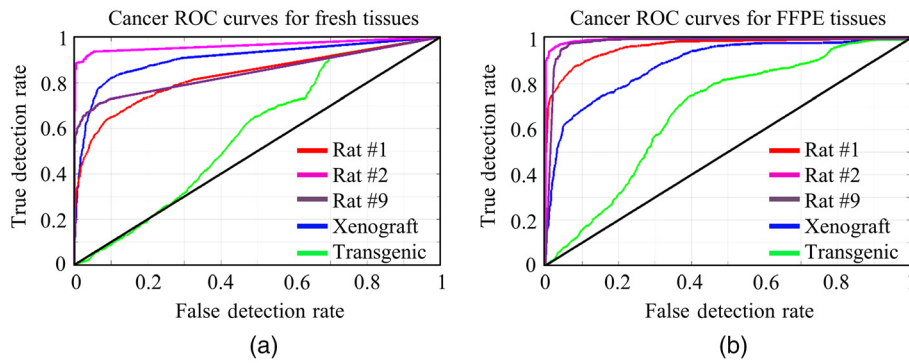 Cancer ROC curves for fresh tissues
1
0.8
0.6
0.4
0.2
0
True detection rate
Rat #1
Rat #2
Rat #9
Xenograft
Transgenic
0 0.2 0.4 0.6 0.8 1
False detection rate
(a)
Cancer ROC curves for FFPE tissues
1
0.8
0.6
0.4
0.2
0
True detection rate
Rat #1
Rat #2
Rat #9
Xenograft
Transgenic
0 0.2 0.4 0.6 0.8 1
False detection rate
(b)